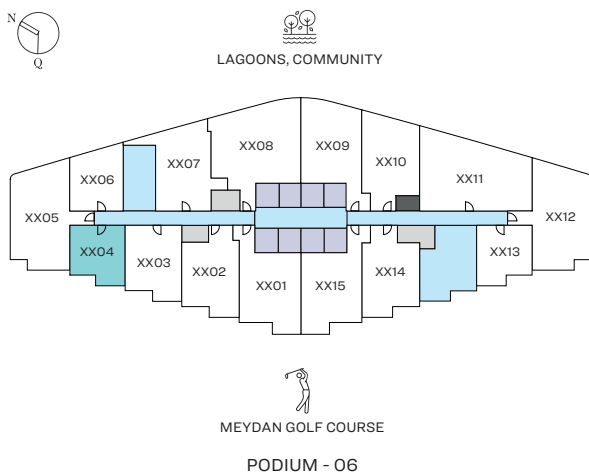 N
Q
LAGOONS, COMMUNITY
XX08
XX09
XX07
XX10
XX06
XX11
XX05
XX12
XX04
XX03
XX02
XX01
XX15
XX14
XX13
MEYDAN GOLF COURSE
PODIUM - 06